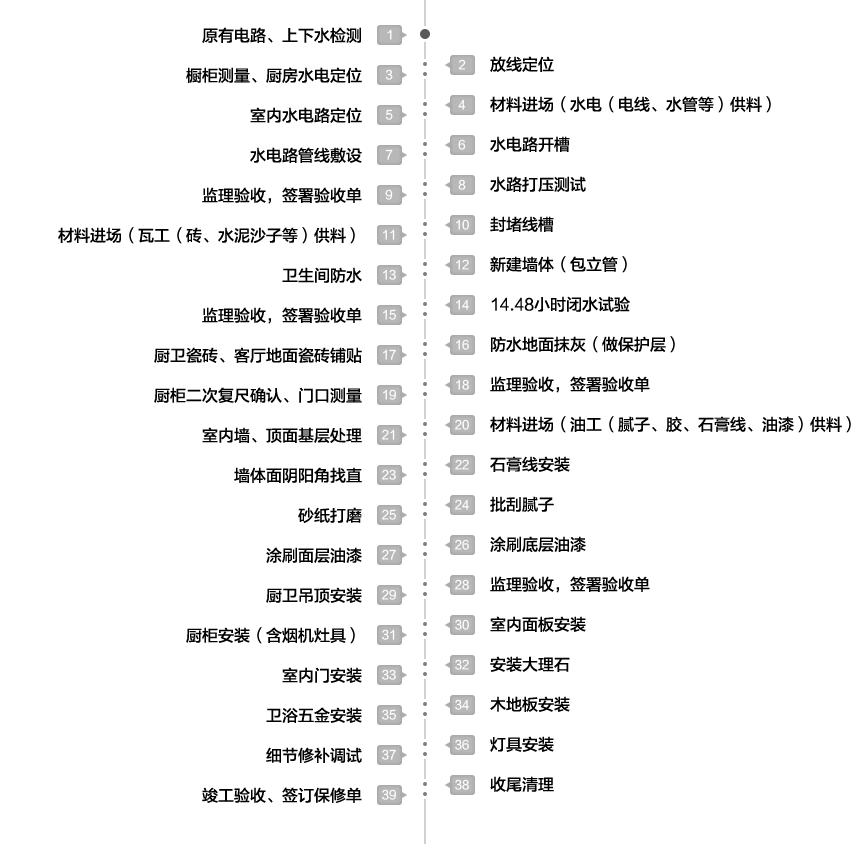 原有电路、上下水检测 1
2 放线定位
橱柜测量、厨房水电定位 3
4 材料进场（水电（电线、水管等）供料）
室内水电路定位 5
6 水电路开槽
水电路管线敷设 7
8 水路打压测试
监理验收，签署验收单 9
10 封堵线槽
材料进场（瓦工（砖、水泥沙子等）供料） 11
12 新建墙体（包立管）
卫生间防水 13
14 14.48小时闭水试验
监理验收，签署验收单 15
16 防水地面抹灰（做保护层）
厨卫瓷砖、客厅地面瓷砖铺贴 17
18 监理验收，签署验收单
厨柜二次复尺确认、门口测量 19
20 材料进场（油工（腻子、胶、石膏线、油漆）供料）
室内墙、顶面基层处理 21
22 石膏线安装
墙体面阴阳角找直 23
24 批刮腻子
砂纸打磨 25
26 涂刷底层油漆
涂刷面层油漆 27
28 监理验收，签署验收单
厨卫吊顶安装 29
30 室内面板安装
厨柜安装（含烟机灶具） 31
32 安装大理石
室内门安装 33
34 木地板安装
卫浴五金安装 35
36 灯具安装
细节修补调试 37
38 收尾清理
竣工验收、签订保修单 39